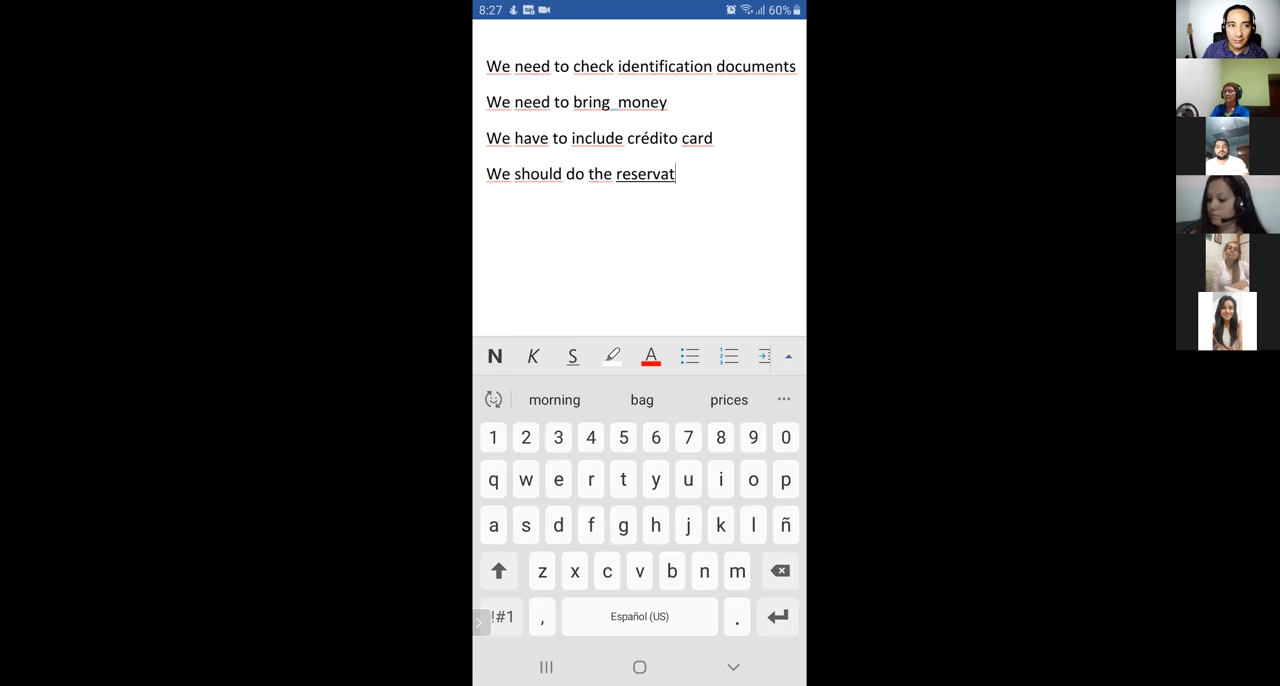 8:27 60%
We need to check identification documents
We need to bring  money
We have to include crédito card
We should do the reservat
N K S A
morning bag prices ...
1 2 3 4 5 6 7 8 9 0
q w e r t y u i o p
a s d f g h j k l ñ
z x c v b n m
!#1 , Español (US) .